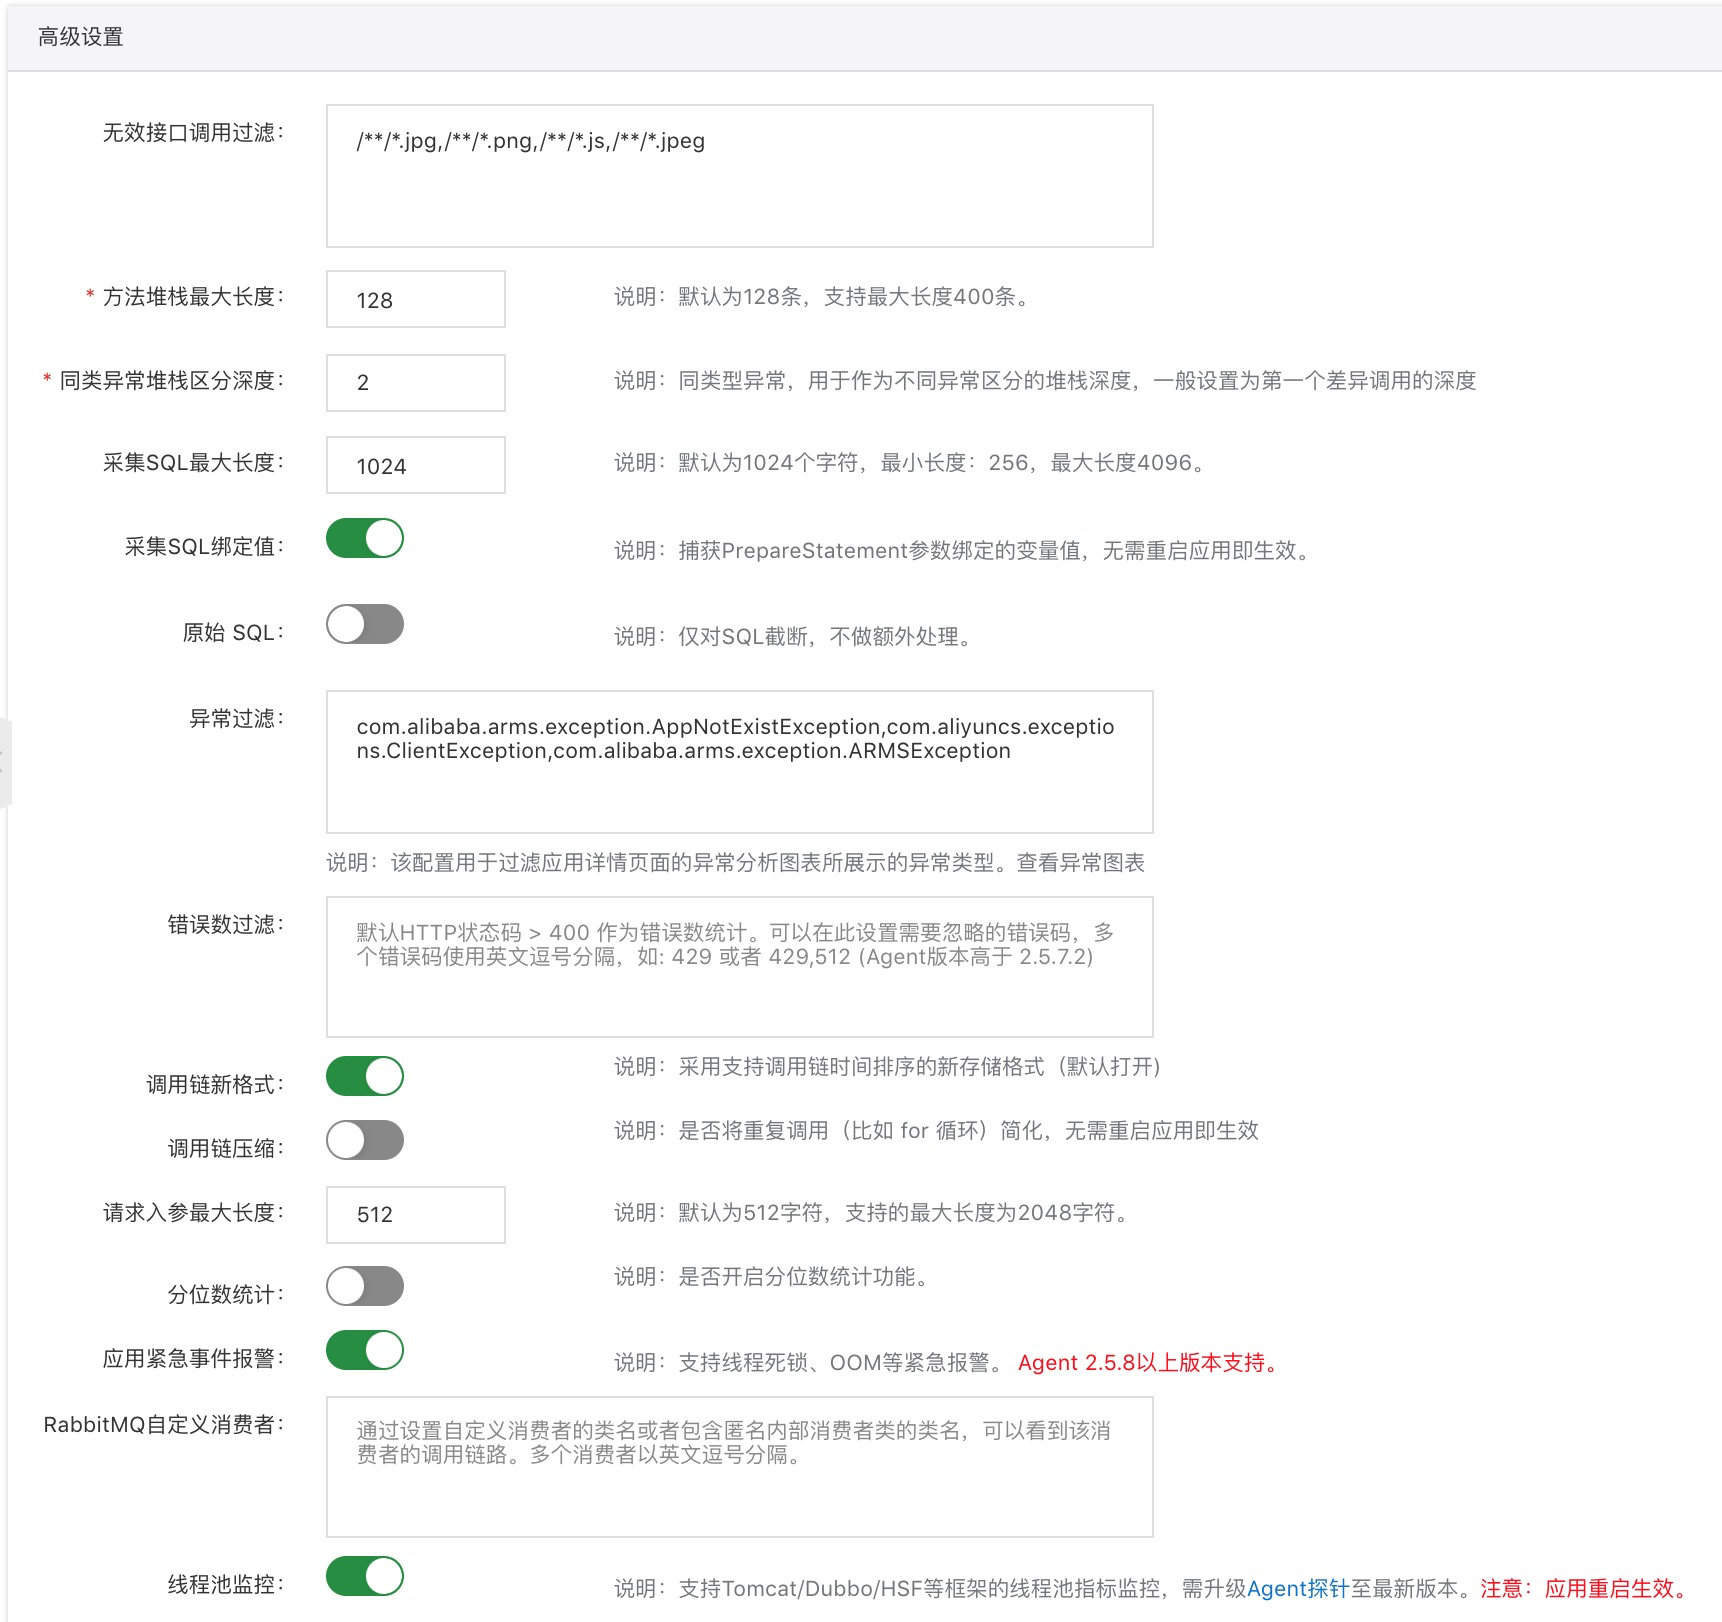 高级设置
无效接口调用过滤：
/**/*.jpg,/**/*.png,/**/*.js,/**/*.jpeg
* 方法堆栈最大长度： 128 说明：默认为128条，支持最大长度400条。
* 同类异常堆栈区分深度： 2 说明：同类型异常，用于作为不同异常区分的堆栈深度，一般设置为第一个差异调用的深度
采集SQL最大长度： 1024 说明：默认为1024个字符，最小长度：256，最大长度4096。
采集SQL绑定值： 说明：捕获PrepareStatement参数绑定的变量值，无需重启应用即生效。
原始 SQL： 说明：仅对SQL截断，不做额外处理。
异常过滤：
com.alibaba.arms.exception.AppNotExistException,com.aliyuncs.exceptio
ns.ClientException,com.alibaba.arms.exception.ARMSException
说明：该配置用于过滤应用详情页面的异常分析图表所展示的异常类型。查看异常图表
错误数过滤：
默认HTTP状态码 > 400 作为错误数统计。可以在此设置需要忽略的错误码，多
个错误码使用英文逗号分隔，如: 429 或者 429,512 (Agent版本高于 2.5.7.2)
调用链新格式： 说明：采用支持调用链时间排序的新存储格式（默认打开)
调用链压缩： 说明：是否将重复调用（比如 for 循环）简化，无需重启应用即生效
请求入参最大长度： 512 说明：默认为512字符，支持的最大长度为2048字符。
分位数统计： 说明：是否开启分位数统计功能。
应用紧急事件报警： 说明：支持线程死锁、OOM等紧急报警。 Agent 2.5.8以上版本支持。
RabbitMQ自定义消费者：
通过设置自定义消费者的类名或者包含匿名内部消费者类的类名，可以看到该消
费者的调用链路。多个消费者以英文逗号分隔。
线程池监控： 说明：支持Tomcat/Dubbo/HSF等框架的线程池指标监控，需升级Agent探针至最新版本。注意：应用重启生效。